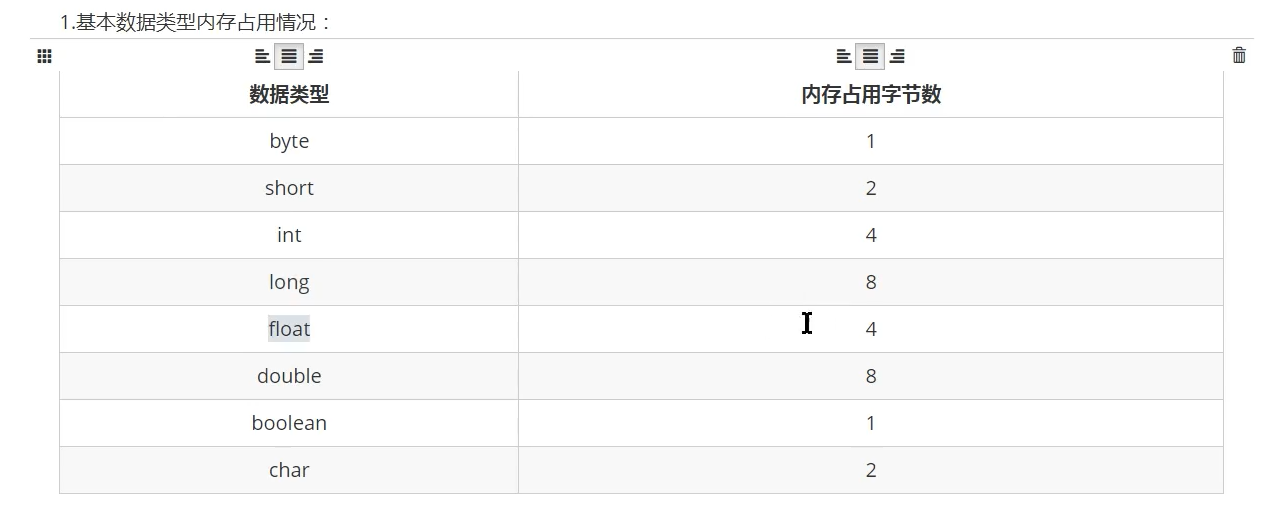 1.基本数据类型内存占用情况：
数据类型 内存占用字节数
byte 1
short 2
int 4
long 8
float 4
double 8
boolean 1
char 2